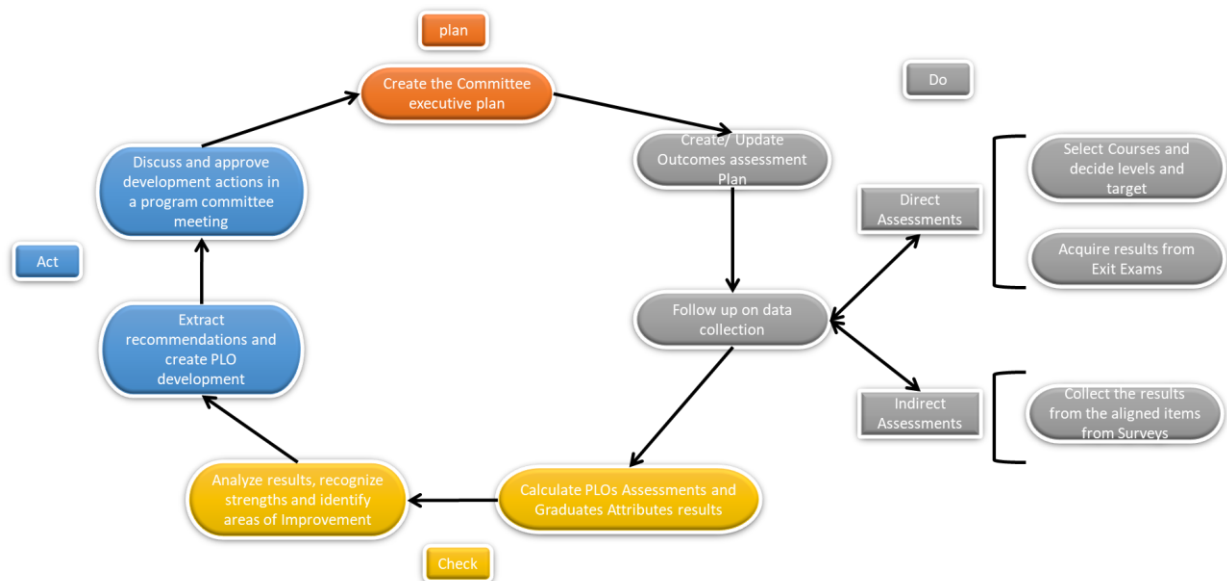 plan
Create the Committee
executive plan
Do
Create/ Update
Outcomes assessment
Plan
Select Courses and
decide levels and
target
Direct
Assessments
Acquire results from
Exit Exams
Follow up on data
collection
Indirect
Assessments
Collect the results
from the aligned items
from Surveys
Calculate PLOs Assessments and
Graduates Attributes results
Check
Analyze results, recognize
strengths and identify
areas of Improvement
Extract
recommendations and
create PLO
development
Act
Discuss and approve
development actions in
a program committee
meeting